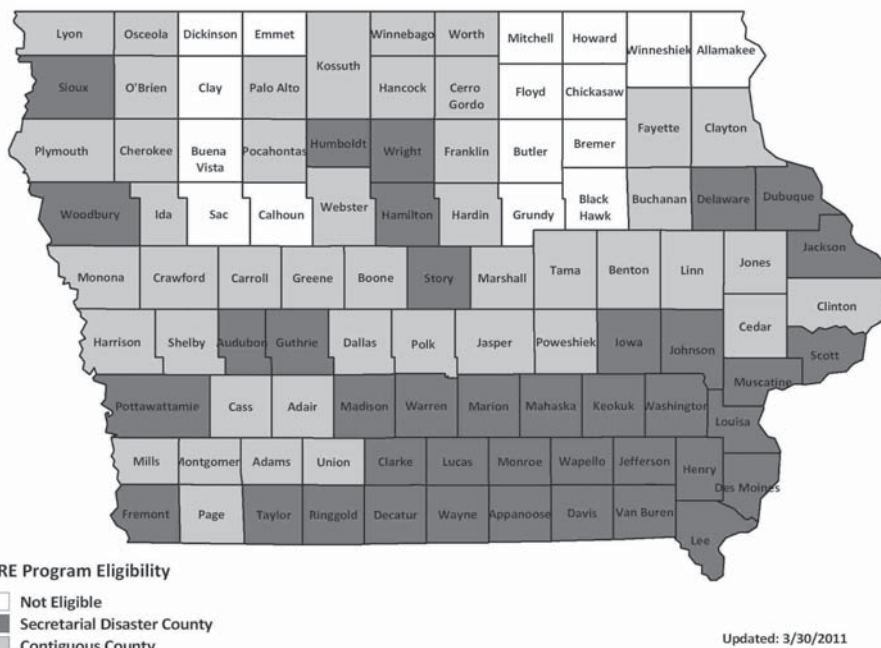 Lyon Osceola Dickinson Emmet Winnebago Worth Mitchell Howard Winneshiek Allamakee
Kossuth
Sioux O'Brien Clay Palo Alto Hancock Cerro Gordo Floyd Chickasaw
Fayette Clayton
Plymouth Cherokee Buena Vista Pocahontas Humboldt Wright Franklin Butler Bremer
Woodbury Ida Sac Calhoun Webster Hamilton Hardin Grundy Black Hawk Buchanan Delaware Dubuque
Jackson
Monona Crawford Carroll Greene Boone Story Marshall Tama Benton Linn Jones
Clinton
Cedar
Harrison Shelby Audubon Guthrie Dallas Polk Jasper Poweshiek Iowa Johnson Scott
Muscatine
Pottawattamie Cass Adair Madison Warren Marion Mahaska Keokuk Washington
Louisa
Mills Montgomer Adams Union Clarke Lucas Monroe Wapello Jefferson Henry
Des Moines
Fremont Page Taylor Ringgold Decatur Wayne Appanoose Davis Van Buren
Lee
RE Program Eligibility
Not Eligible
Secretarial Disaster County
Contiguous County
Updated: 3/30/2011